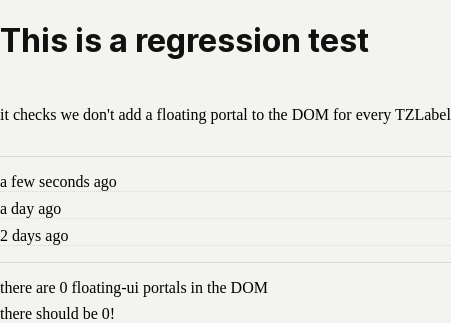 This is a regression test
it checks we don't add a floating portal to the DOM for every TZLabel
a few seconds ago
a day ago
2 days ago
there are 0 floating-ui portals in the DOM
there should be 0!